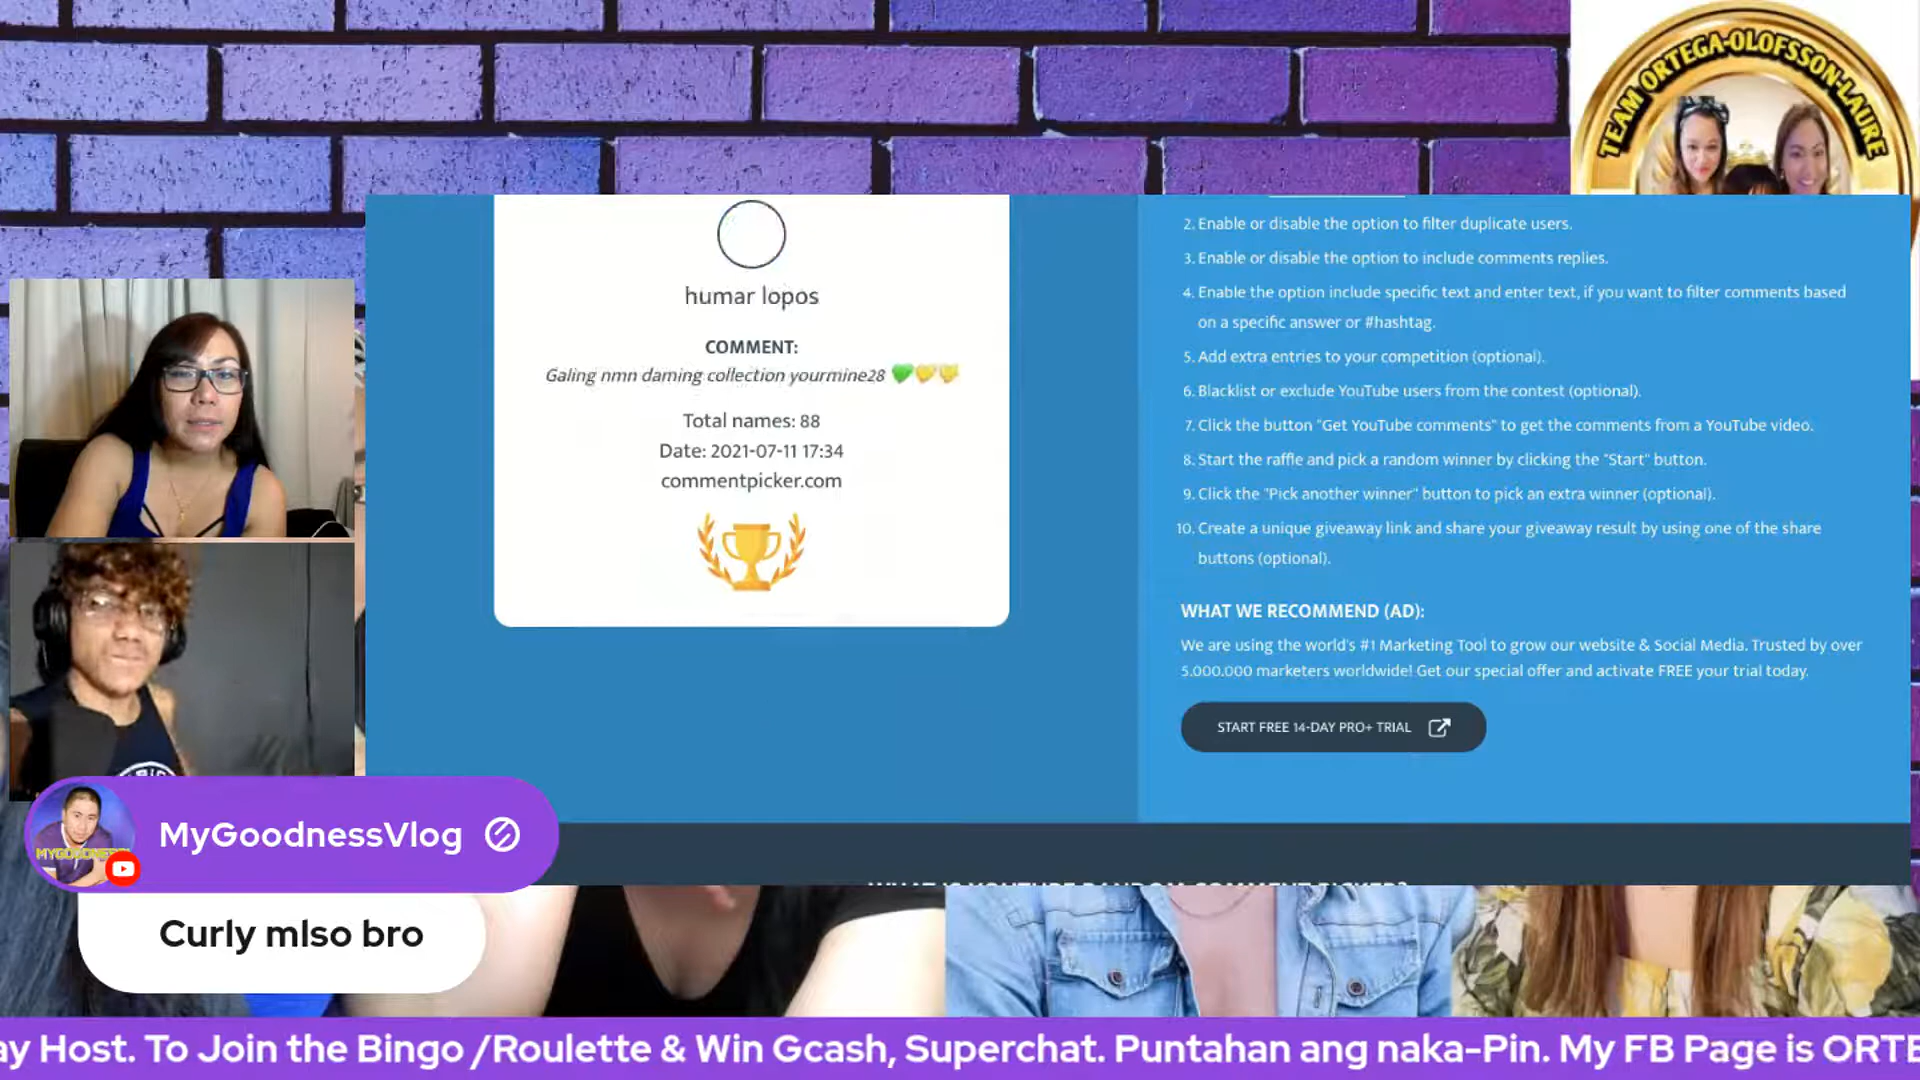 TEAM ORTEGA-OLOFSSON-LAURE
humar lopos
COMMENT:
Galing nmn daming collection yourmine28 💚💛💛
Total names: 88
Date: 2021-07-11 17:34
commentpicker.com
2. Enable or disable the option to filter duplicate users.
3. Enable or disable the option to include comments replies.
4. Enable the option include specific text and enter text, if you want to filter comments based
on a specific answer or #hashtag.
5. Add extra entries to your competition (optional).
6. Blacklist or exclude YouTube users from the contest (optional).
7. Click the button "Get YouTube comments" to get the comments from a YouTube video.
8. Start the raffle and pick a random winner by clicking the "Start" button.
9. Click the "Pick another winner" button to pick an extra winner (optional).
10. Create a unique giveaway link and share your giveaway result by using one of the share
buttons (optional).
WHAT WE RECOMMEND (AD):
We are using the world's #1 Marketing Tool to grow our website & Social Media. Trusted by over
5.000.000 marketers worldwide! Get our special offer and activate FREE your trial today.
START FREE 14-DAY PRO+ TRIAL
WHAT IS YOUTUBE RANDOM COMMENT PICKER?
MyGoodnessVlog
Curly mlso bro
ay Host. To Join the Bingo /Roulette & Win Gcash, Superchat. Puntahan ang naka-Pin. My FB Page is ORTE